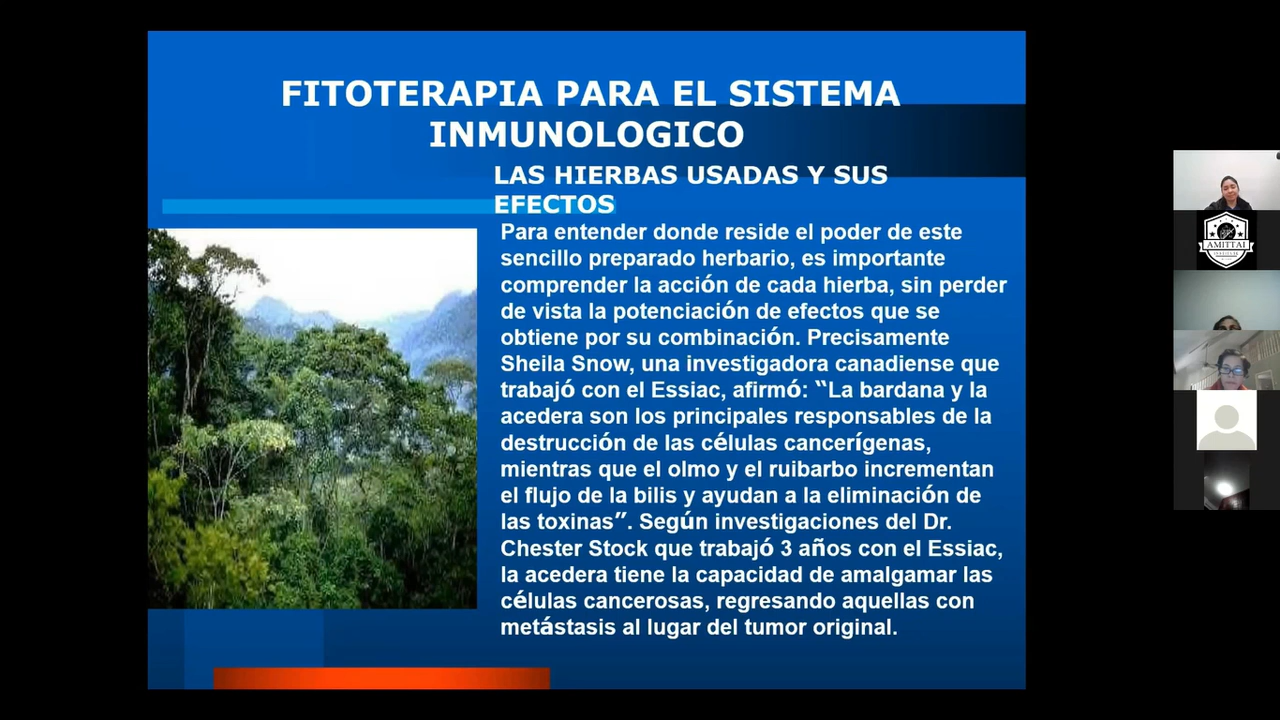 FITOTERAPIA PARA EL SISTEMA
INMUNOLOGICO
LAS HIERBAS USADAS Y SUS
EFECTOS
Para entender donde reside el poder de este
sencillo preparado herbario, es importante
comprender la acción de cada hierba, sin perder
de vista la potenciación de efectos que se
obtiene por su combinación. Precisamente
Sheila Snow, una investigadora canadiense que
trabajó con el Essiac, afirmó: “La bardana y la
acedera son los principales responsables de la
destrucción de las células cancerígenas,
mientras que el olmo y el ruibarbo incrementan
el flujo de la bilis y ayudan a la eliminación de
las toxinas”. Según investigaciones del Dr.
Chester Stock que trabajó 3 años con el Essiac,
la acedera tiene la capacidad de amalgamar las
células cancerosas, regresando aquellas con
metástasis al lugar del tumor original.
AMITTAI